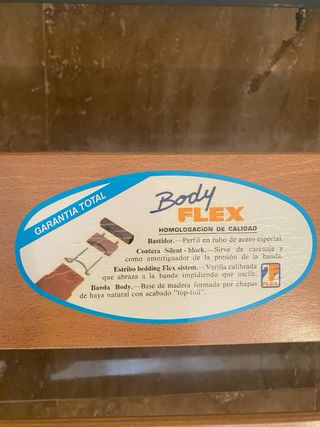 GARANTIA TOTAL
Body
FLEX
HOMOLOGACION DE CALIDAD
Bastidor.—Perfil en tubo de acero especial.
Contera Silent-block.—Sirve de carenaje y
como amortiguador de la presión de la banda.
Estribo bedding Flex sistem.—Varilla calibrada
que abraza a la banda impidiendo que oscile.
Banda Body.—Base de madera formada por chapas
de haya natural con acabado "top-foil".
FLEX